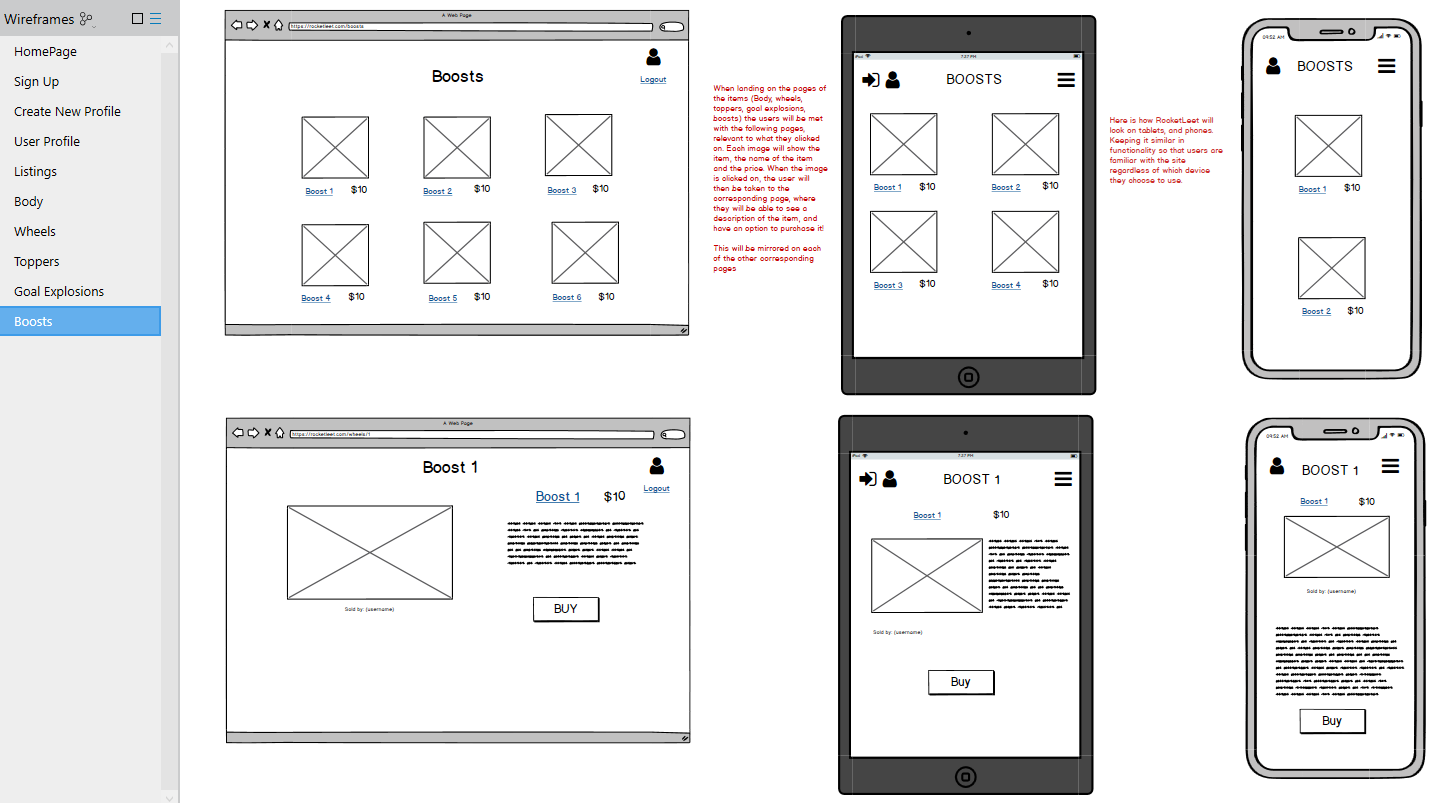 Wireframes
HomePage
Sign Up
Create New Profile
User Profile
Listings
Body
Wheels
Toppers
Goal Explosions
Boosts
A Web Page
https://rocketleet.com/boosts
Boosts
Logout
Boost 1 $10
Boost 2 $10
Boost 3 $10
Boost 4 $10
Boost 5 $10
Boost 6 $10
When landing on the pages of
the items (Body, wheels,
toppers, goal explosions,
boosts) the users will be met
with the following pages,
relevant to what they clicked
on. Each image will show the
item, the name of the item
and the price. When the image
is clicked on, the user will
then be taken to the
corresponding page, where
they will be able to see a
description of the item, and
have an option to purchase it!
This will be mirrored on each
of the other corresponding
pages
iPod
7:27 PM
BOOSTS
Boost 1 $10
Boost 2 $10
Boost 3 $10
Boost 4 $10
Here is how RocketLeet will
look on tablets, and phones.
Keeping it similar in
functionality so that users are
familiar with the site
regardless of which device
they choose to use.
09:52 AM
BOOSTS
Boost 1 $10
Boost 2 $10
A Web Page
https://rocketleet.com/wheels/1
Boost 1
Logout
Boost 1 $10
Sold by: (username)
BUY
iPod
7:27 PM
BOOST 1
Boost 1 $10
Sold by: (username)
Buy
09:52 AM
BOOST 1
Boost 1 $10
Sold by: (username)
Buy